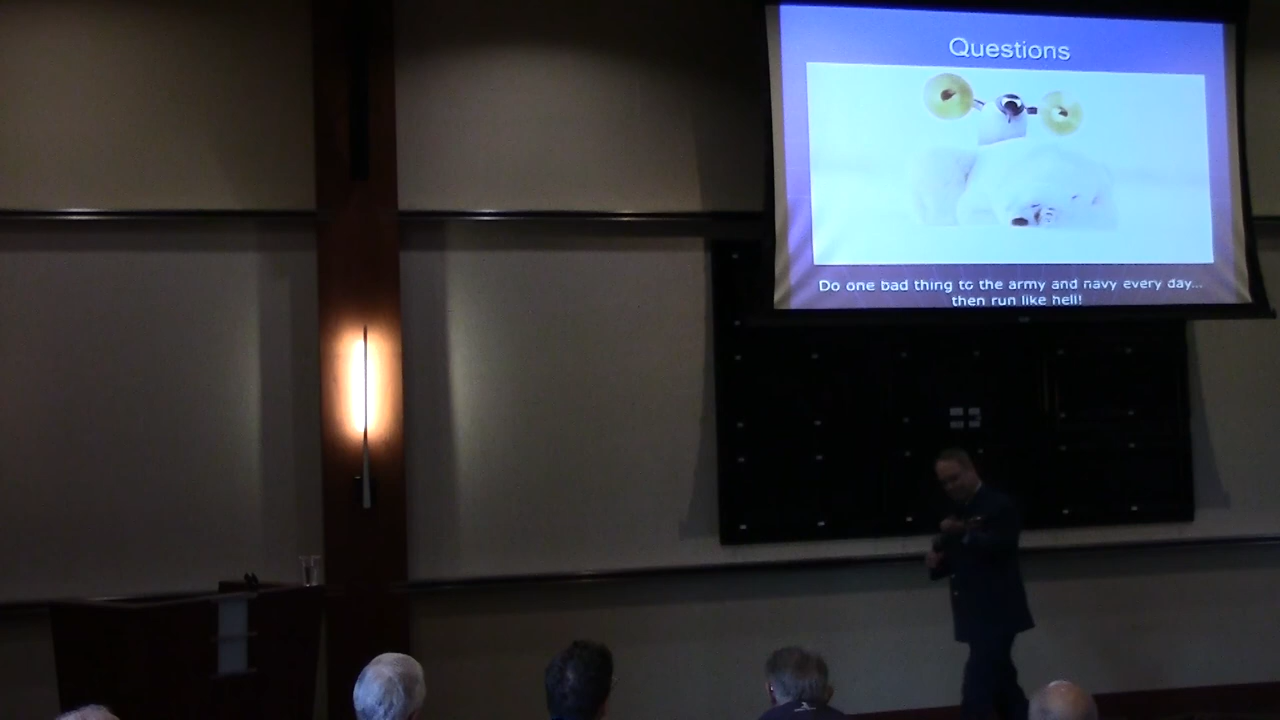 Questions
Do one bad thing to the army and navy every day...
then run like hell!